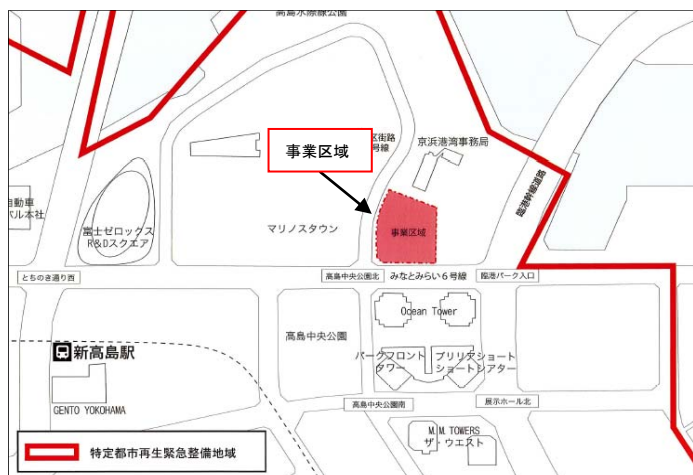 高島水際線公園
区街路
号線
京浜港湾事務局
事業区域
臨港幹線道路
自動車
バル本社
富士ゼロックス
R&Dスクエア
マリノスタウン
事業区域
とちのき通り西
高島中央公園北
みなとみらい6号線
臨港パーク入口
Ocean Tower
高島中央公園
新高島駅
パークフロント
タワー
ブリリアショート
ショートシアター
GENTO YOKOHAMA
高島中央公園南
展示ホール北
M.M. TOWERS
ザ・ウエスト
特定都市再生緊急整備地域